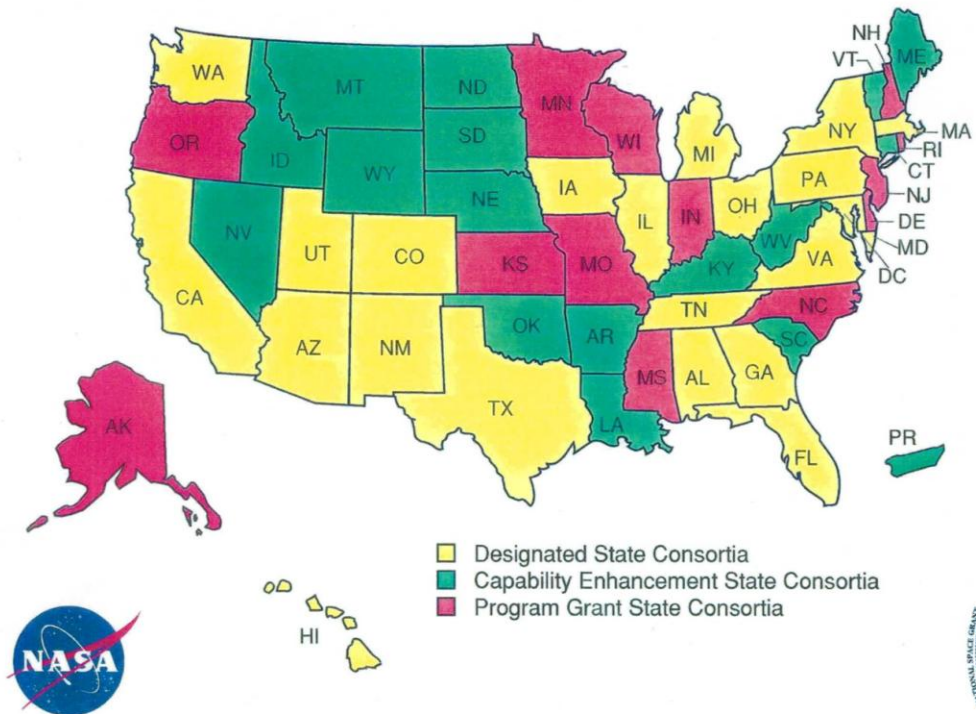 NH
VT
ME
WA
MT
ND
MN
OR
ID
SD
WI
NY
MA
MI
RI
WY
CT
IA
PA
NE
NJ
OH
IL
IN
DE
NV
WV
MD
UT
CO
KS
MO
VA
KY
DC
CA
TN
NC
OK
AR
SC
AZ
NM
MS
AL
GA
TX
AK
LA
PR
FL
Designated State Consortia
Capability Enhancement State Consortia
Program Grant State Consortia
HI
NASA
IONAL SPACE GRAN